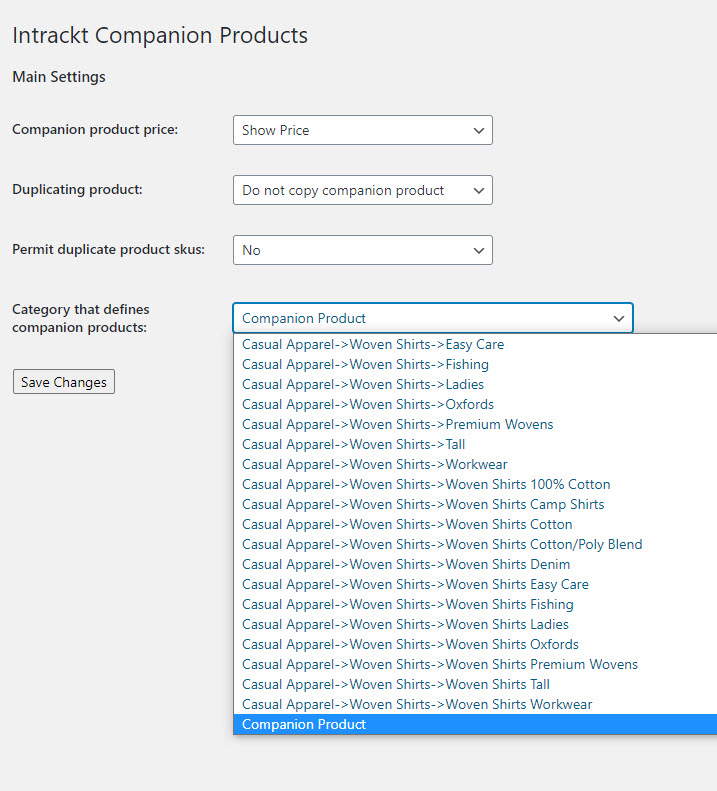 Intrackt Companion Products
Main Settings
Companion product price:
Show Price
Duplicating product:
Do not copy companion product
Permit duplicate product skus:
No
Category that defines
companion products:
Companion Product
Casual Apparel->Woven Shirts->Easy Care
Casual Apparel->Woven Shirts->Fishing
Casual Apparel->Woven Shirts->Ladies
Casual Apparel->Woven Shirts->Oxfords
Casual Apparel->Woven Shirts->Premium Wovens
Casual Apparel->Woven Shirts->Tall
Casual Apparel->Woven Shirts->Workwear
Casual Apparel->Woven Shirts->Woven Shirts 100% Cotton
Casual Apparel->Woven Shirts->Woven Shirts Camp Shirts
Casual Apparel->Woven Shirts->Woven Shirts Cotton
Casual Apparel->Woven Shirts->Woven Shirts Cotton/Poly Blend
Casual Apparel->Woven Shirts->Woven Shirts Denim
Casual Apparel->Woven Shirts->Woven Shirts Easy Care
Casual Apparel->Woven Shirts->Woven Shirts Fishing
Casual Apparel->Woven Shirts->Woven Shirts Ladies
Casual Apparel->Woven Shirts->Woven Shirts Oxfords
Casual Apparel->Woven Shirts->Woven Shirts Premium Wovens
Casual Apparel->Woven Shirts->Woven Shirts Tall
Casual Apparel->Woven Shirts->Woven Shirts Workwear
Companion Product
Save Changes